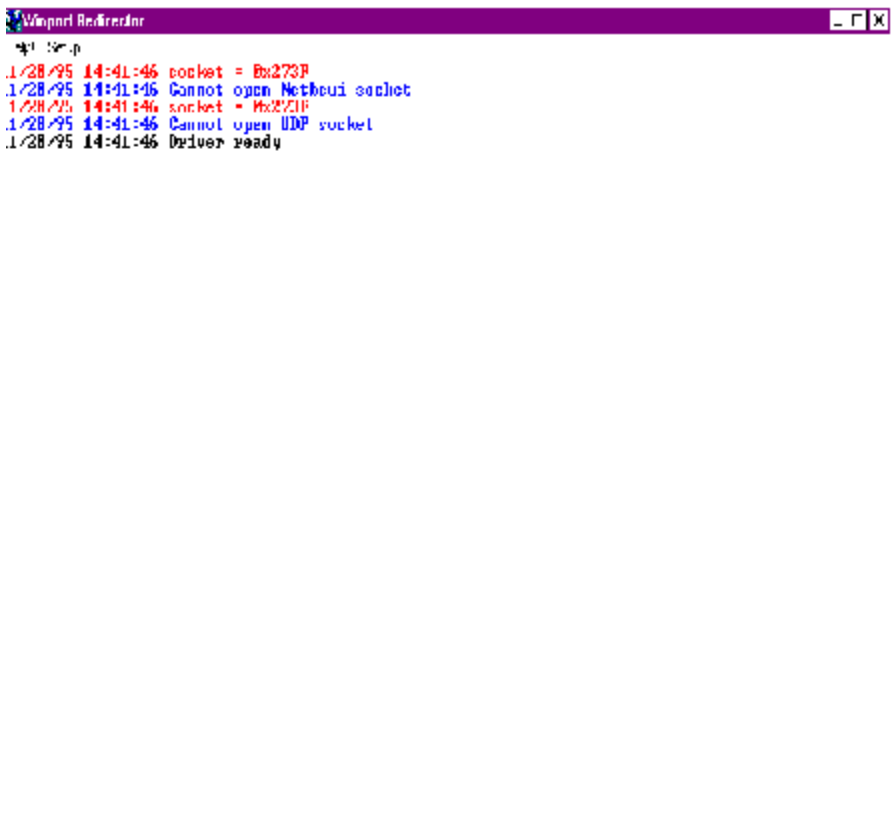 Winport Redirector
Setup
1/28/95 14:41:46 socket = 0x273F
1/28/95 14:41:46 Cannot open Netbeui socket
1/28/95 14:41:46 socket = 0x273F
1/28/95 14:41:46 Cannot open UDP socket
1/28/95 14:41:46 Driver ready